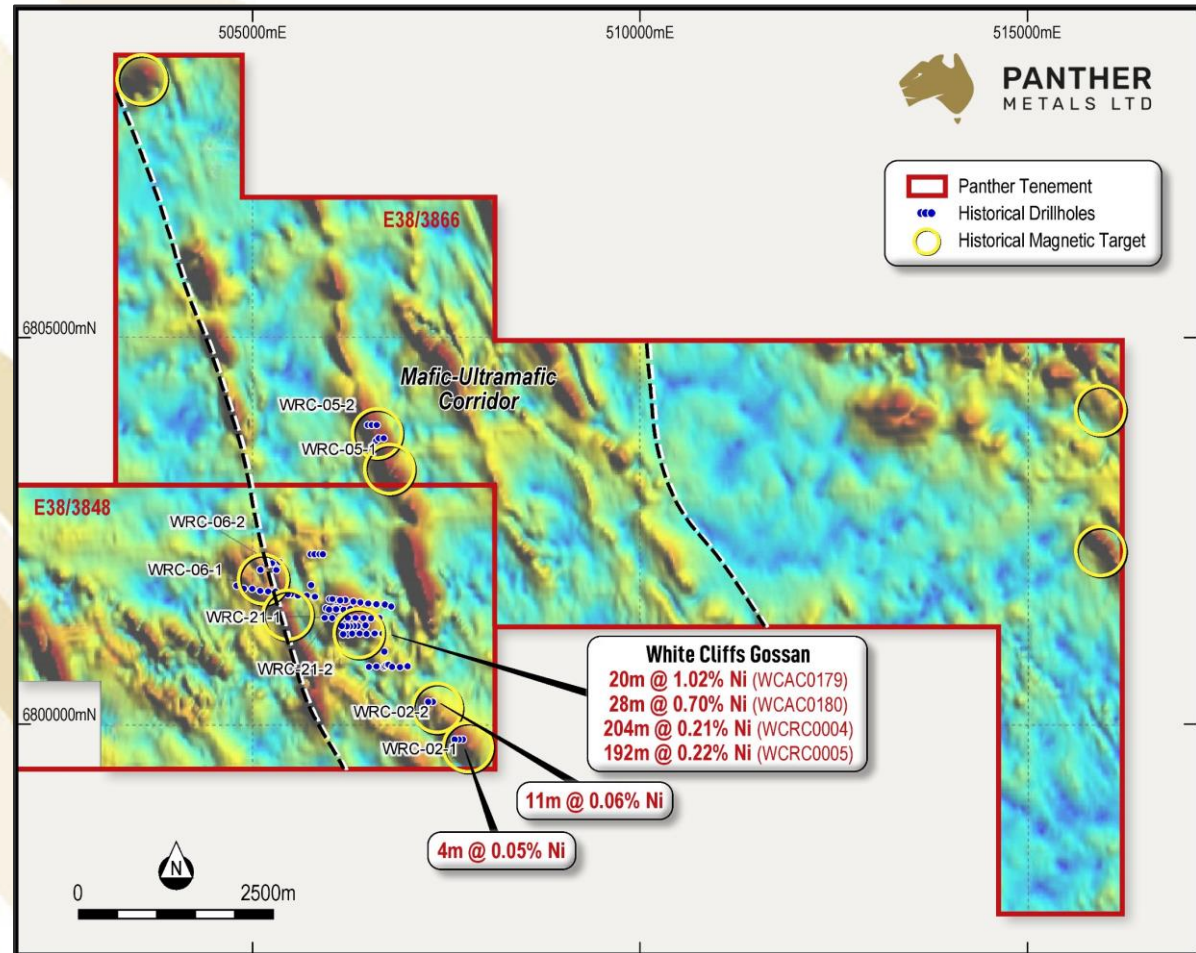 505000mE
510000mE
515000mE
PANTHER
METALS LTD
Panther Tenement
Historical Drillholes
Historical Magnetic Target
E38/3866
6805000mN
Mafic-Ultramafic
Corridor
WRC-05-2
WRC-05-1
E38/3848
WRC-06-2
WRC-06-1
WRC-21-1
WRC-21-2
White Cliffs Gossan
20m @ 1.02% Ni (WCAC0179)
28m @ 0.70% Ni (WCAC0180)
204m @ 0.21% Ni (WCRC0004)
192m @ 0.22% Ni (WCRC0005)
6800000mN
WRC-02-2
WRC-02-1
11m @ 0.06% Ni
4m @ 0.05% Ni
N
0
2500m